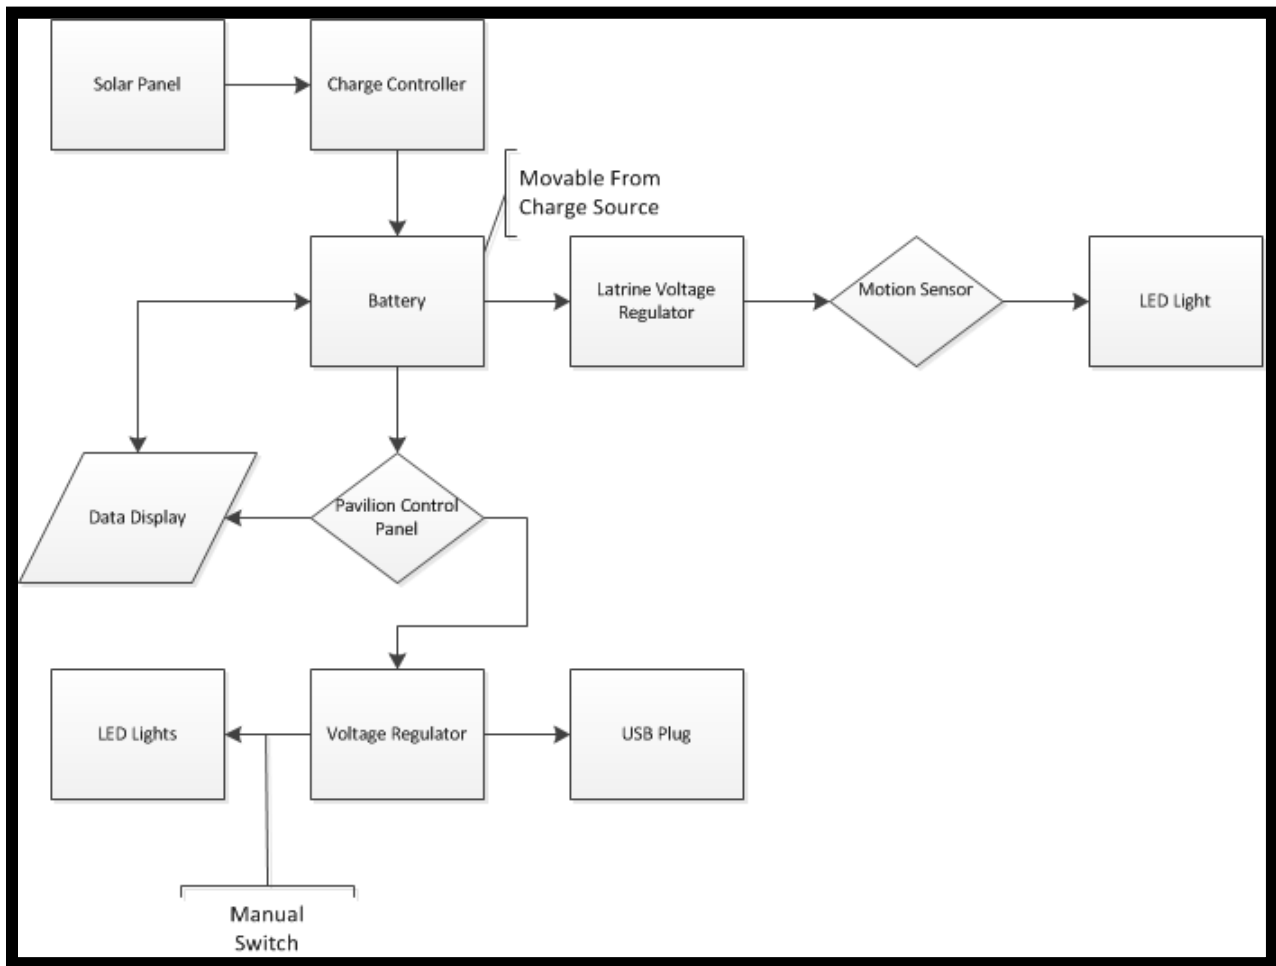 Solar Panel
Charge Controller
Movable From
Charge Source
Battery
Latrine Voltage
Regulator
Motion Sensor
LED Light
Data Display
Pavilion Control
Panel
LED Lights
Voltage Regulator
USB Plug
Manual
Switch